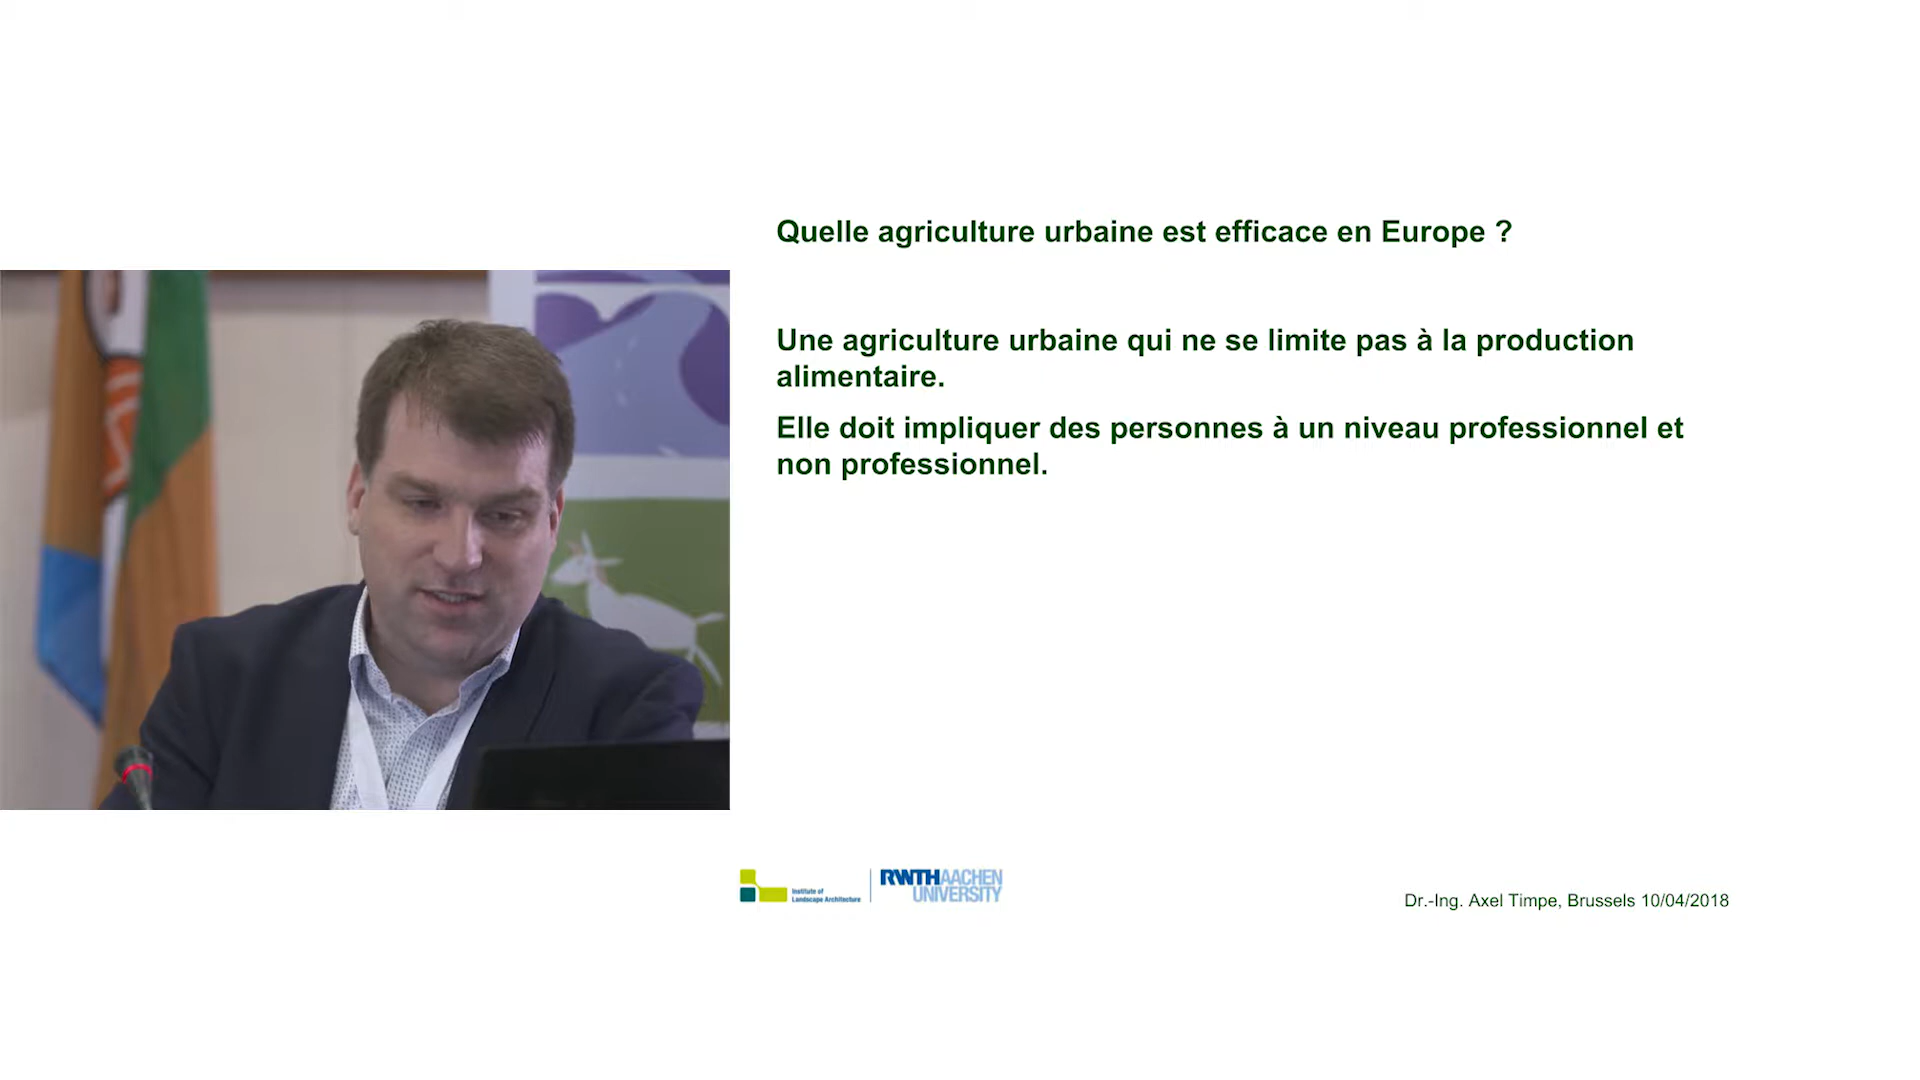 Quelle agriculture urbaine est efficace en Europe ?
Une agriculture urbaine qui ne se limite pas à la production
alimentaire.
Elle doit impliquer des personnes à un niveau professionnel et
non professionnel.
Institute of
Landscape Architecture
RWTHAACHEN
UNIVERSITY
Dr.-Ing. Axel Timpe, Brussels 10/04/2018